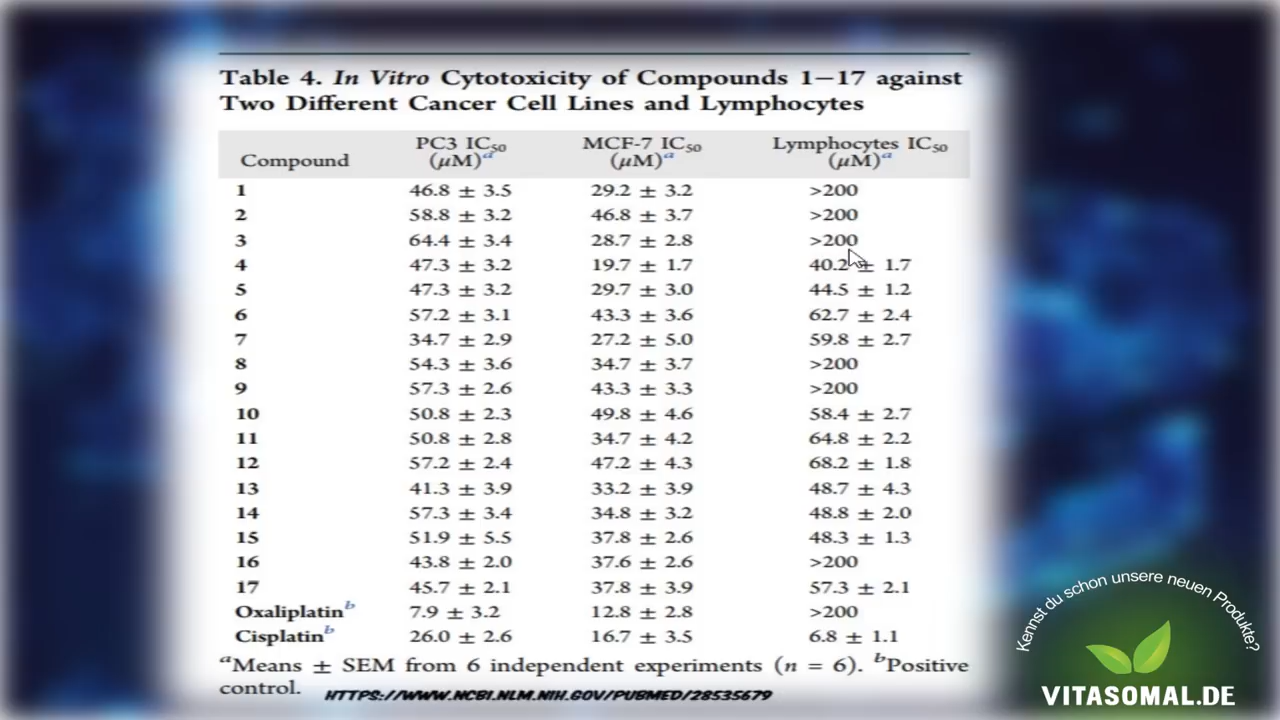 Table 4. In Vitro Cytotoxicity of Compounds 1−17 against
Two Different Cancer Cell Lines and Lymphocytes
Compound PC3 IC50 (μM)a MCF-7 IC50 (μM)a Lymphocytes IC50 (μM)a
1 46.8 ± 3.5 29.2 ± 3.2 >200
2 58.8 ± 3.2 46.8 ± 3.7 >200
3 64.4 ± 3.4 28.7 ± 2.8 >200
4 47.3 ± 3.2 19.7 ± 1.7 40.2 ± 1.7
5 47.3 ± 3.2 29.7 ± 3.0 44.5 ± 1.2
6 57.2 ± 3.1 43.3 ± 3.6 62.7 ± 2.4
7 34.7 ± 2.9 27.2 ± 5.0 59.8 ± 2.7
8 54.3 ± 3.6 34.7 ± 3.7 >200
9 57.3 ± 2.6 43.3 ± 3.3 >200
10 50.8 ± 2.3 49.8 ± 4.6 58.4 ± 2.7
11 50.8 ± 2.8 34.7 ± 4.2 64.8 ± 2.2
12 57.2 ± 2.4 47.2 ± 4.3 68.2 ± 1.8
13 41.3 ± 3.9 33.2 ± 3.9 48.7 ± 4.3
14 57.3 ± 3.4 34.8 ± 3.2 48.8 ± 2.0
15 51.9 ± 5.5 37.8 ± 2.6 48.3 ± 1.3
16 43.8 ± 2.0 37.6 ± 2.6 >200
17 45.7 ± 2.1 37.8 ± 3.9 57.3 ± 2.1
Oxaliplatinb 7.9 ± 3.2 12.8 ± 2.8 >200
Cisplatinb 26.0 ± 2.6 16.7 ± 3.5 6.8 ± 1.1
aMeans ± SEM from 6 independent experiments (n = 6). bPositive
control.
HTTPS://WWW.NCBI.NLM.NIH.GOV/PUBMED/28535679
Kennst du schon unsere neuen Produkte?
VITASOMAL.DE